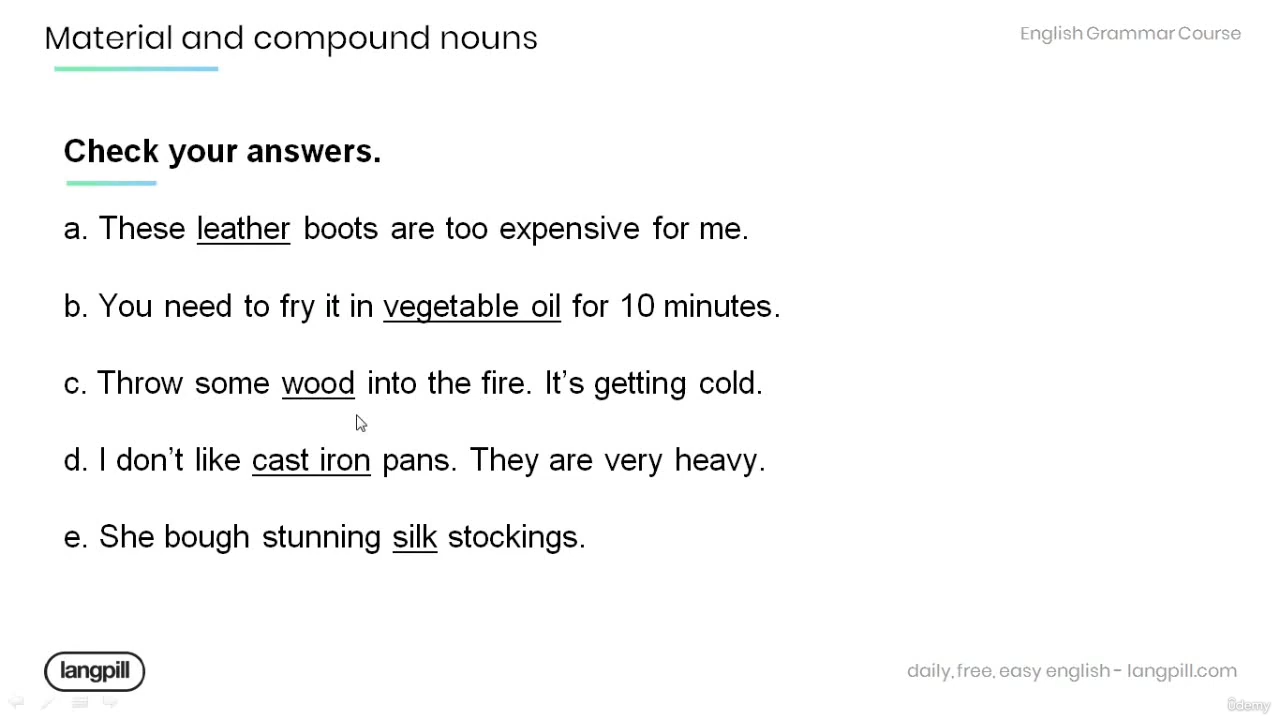 Material and compound nouns
English Grammar Course
Check your answers.
a. These leather boots are too expensive for me.
b. You need to fry it in vegetable oil for 10 minutes.
c. Throw some wood into the fire. It’s getting cold.
d. I don’t like cast iron pans. They are very heavy.
e. She bough stunning silk stockings.
langpill
daily, free, easy english - langpill.com
ûdemy